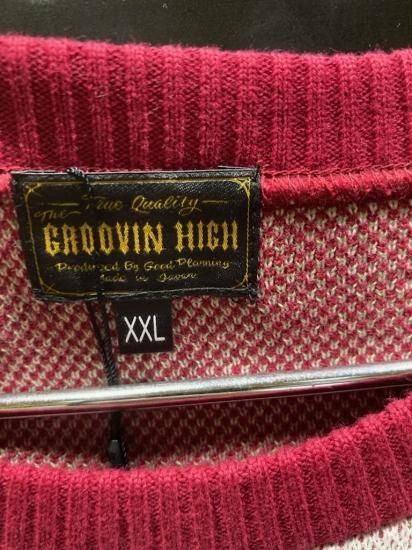 True Quality
The
GROOVIN HIGH
Produced By Good Planning
Made in Japan
XXL